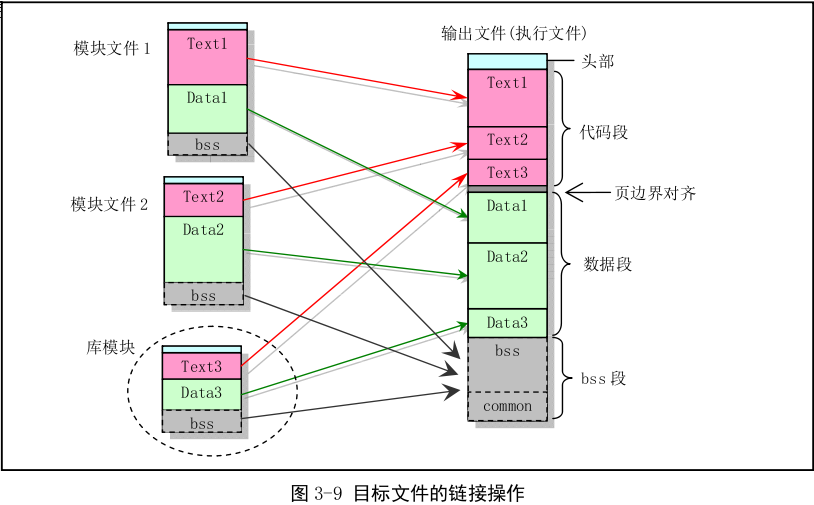 模块文件 1
Text1
Data1
bss
模块文件 2
Text2
Data2
bss
库模块
Text3
Data3
bss
输出文件(执行文件)
头部
Text1
Text2
Text3
代码段
页边界对齐
Data1
Data2
Data3
数据段
bss
common
bss 段
图 3-9 目标文件的链接操作